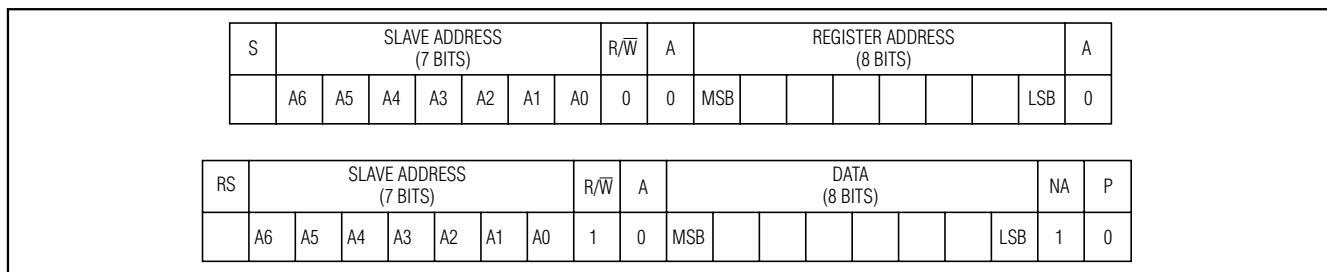 S SLAVE ADDRESS (7 BITS) R/W̅ A REGISTER ADDRESS (8 BITS) A
A6 A5 A4 A3 A2 A1 A0 0 0 MSB LSB 0
RS SLAVE ADDRESS (7 BITS) R/W̅ A DATA (8 BITS) NA P
A6 A5 A4 A3 A2 A1 A0 1 0 MSB LSB 1 0